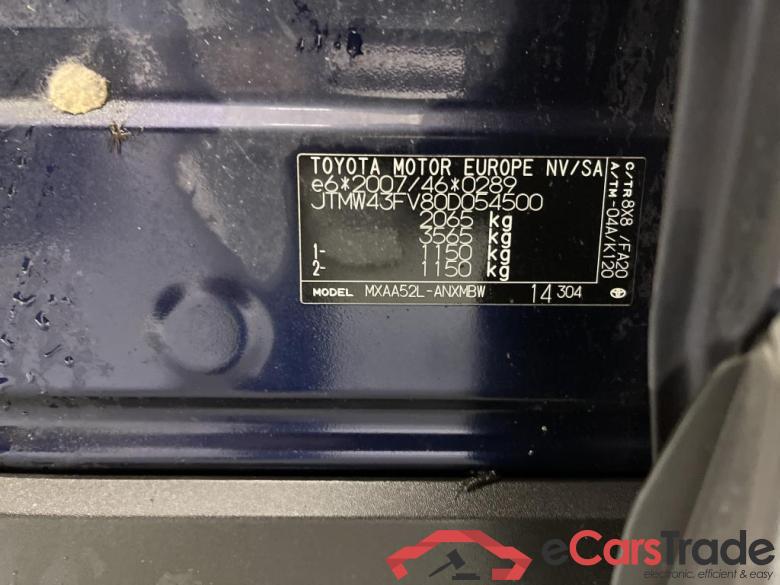 TOYOTA MOTOR EUROPE NV/SA
e6*2007/46*0289
JTMW43FV80D054500
2065 kg
3565 kg
1- 1150 kg
2- 1150 kg
MODEL MXAA52L-ANXMBW 14 304
C/TR 8X8 /FA20
A/TM -04A/K120
eCarsTrade
electronic, efficient & easy